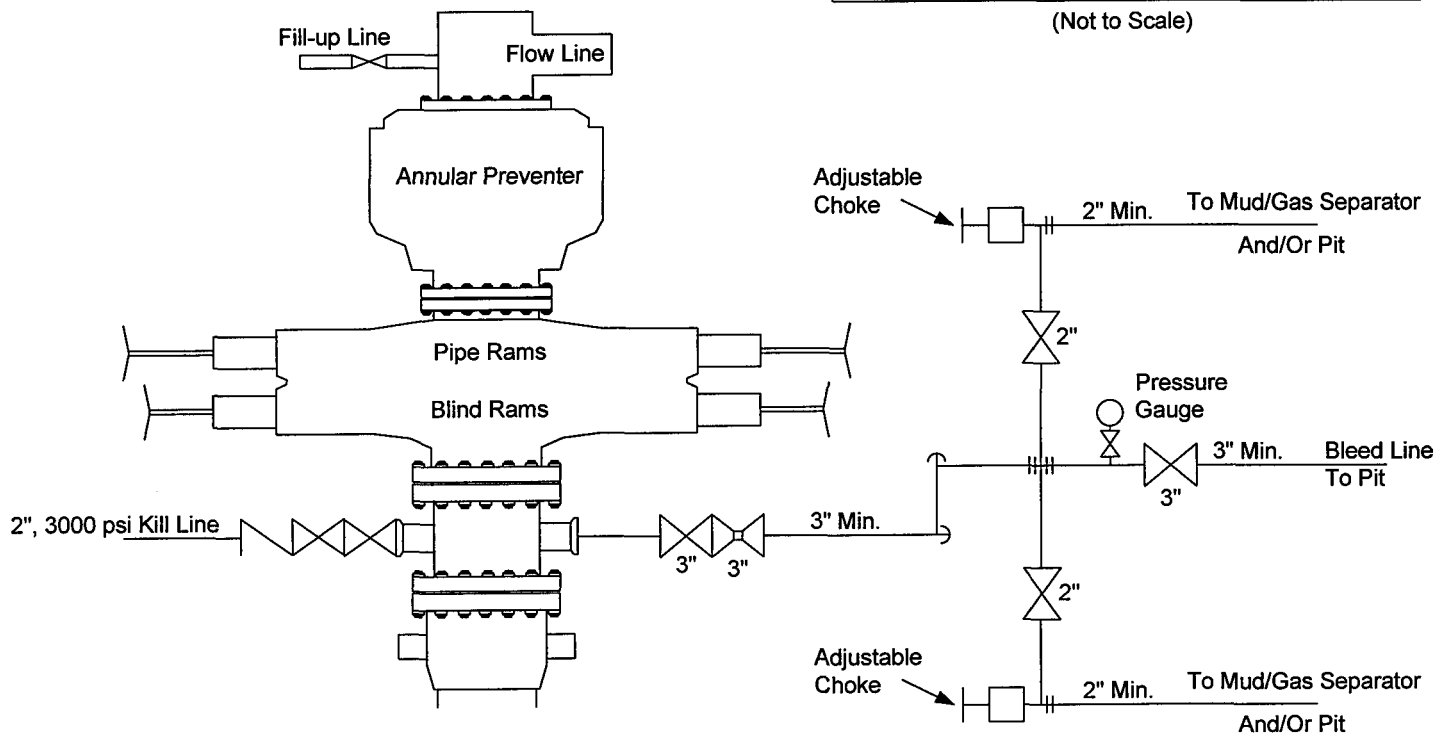 (Not to Scale)
Fill-up Line
Flow Line
Annular Preventer
Adjustable
Choke
2" Min.
To Mud/Gas Separator
And/Or Pit
2"
Pipe Rams
Blind Rams
Pressure
Gauge
3" Min.
Bleed Line
To Pit
3"
2", 3000 psi Kill Line
3" Min.
3"
3"
2"
Adjustable
Choke
2" Min.
To Mud/Gas Separator
And/Or Pit